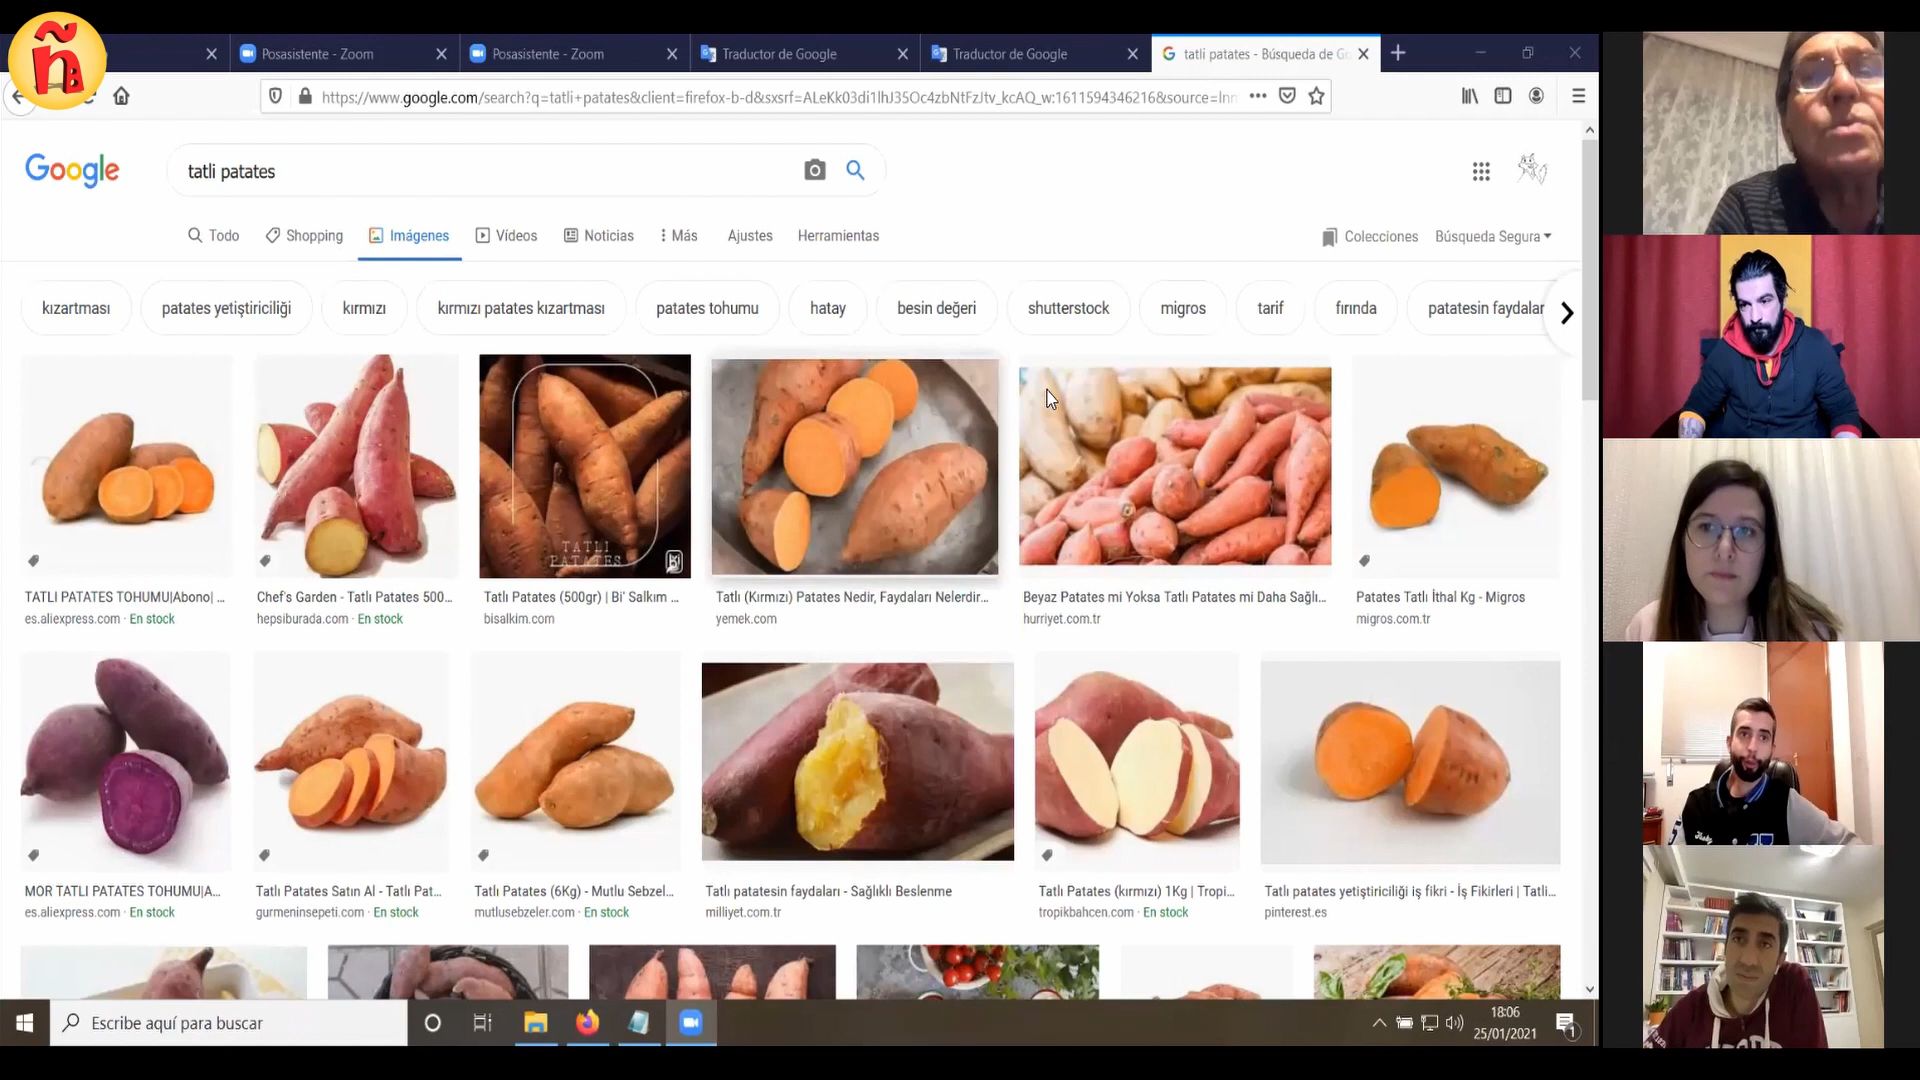 ñ
Posasistente - Zoom
Posasistente - Zoom
Traductor de Google
Traductor de Google
tatli patates - Búsqueda de Go
https://www.google.com/search?q=tatli+patates&client=firefox-b-d&sxsrf=ALeKk03di1lhJ35Oc4zbNtFzJtv_kcAQ_w:1611594346216&source=lnm
Google
tatli patates
Todo
Shopping
Imágenes
Vídeos
Noticias
Más
Ajustes
Herramientas
Colecciones
Búsqueda Segura
kızartması
patates yetiştiriciliği
kırmızı
kırmızı patates kızartması
patates tohumu
hatay
besin değeri
shutterstock
migros
tarif
fırında
patatesin faydalar
TATLI
PATATES
TATLI PATATES TOHUMU|Abono| ...
es.aliexpress.com · En stock
Chef's Garden - Tatlı Patates 500...
hepsiburada.com · En stock
Tatlı Patates (500gr) | Bi' Salkım ...
bisalkim.com
Tatlı (Kırmızı) Patates Nedir, Faydaları Nelerdir...
yemek.com
Beyaz Patates mi Yoksa Tatlı Patates mi Daha Sağlı...
hurriyet.com.tr
Patates Tatlı İthal Kg - Migros
migros.com.tr
MOR TATLI PATATES TOHUMU|A...
es.aliexpress.com · En stock
Tatlı Patates Satın Al - Tatlı Pat...
gurmeninsepeti.com · En stock
Tatlı Patates (6Kg) - Mutlu Sebzel...
mutlusebzeler.com · En stock
Tatlı patatesin faydaları - Sağlıklı Beslenme
milliyet.com.tr
Tatlı Patates (kırmızı) 1Kg | Tropi...
tropikbahcen.com · En stock
Tatlı patates yetiştiriciliği iş fikri - İş Fikirleri | Tatli...
pinterest.es
Escribe aquí para buscar
18:06
25/01/2021
1